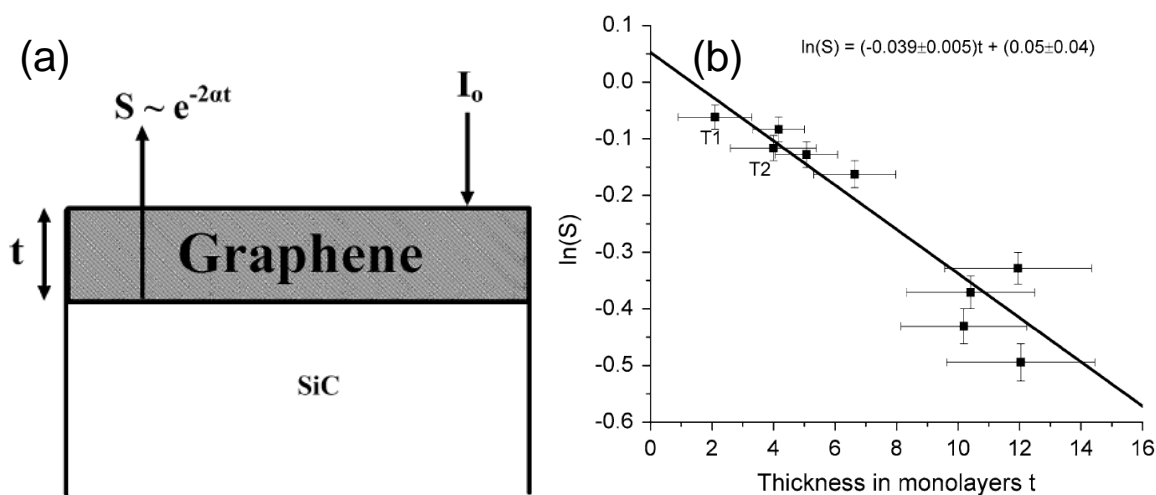 (a)
S ~ e^-2αt
I₀
t
Graphene
SiC
(b)
ln(S) = (-0.039±0.005)t + (0.05±0.04)
0.1
0.0
-0.1
-0.2
-0.3
-0.4
-0.5
-0.6
ln(S)
T1
T2
0 2 4 6 8 10 12 14 16
Thickness in monolayers t